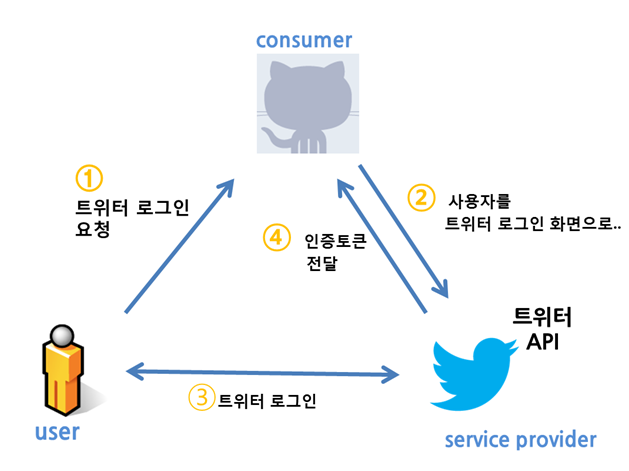 consumer
①
트위터 로그인
요청
② 사용자를
트위터 로그인 화면으로..
④ 인증토큰
전달
트위터
API
③트위터 로그인
user
service provider